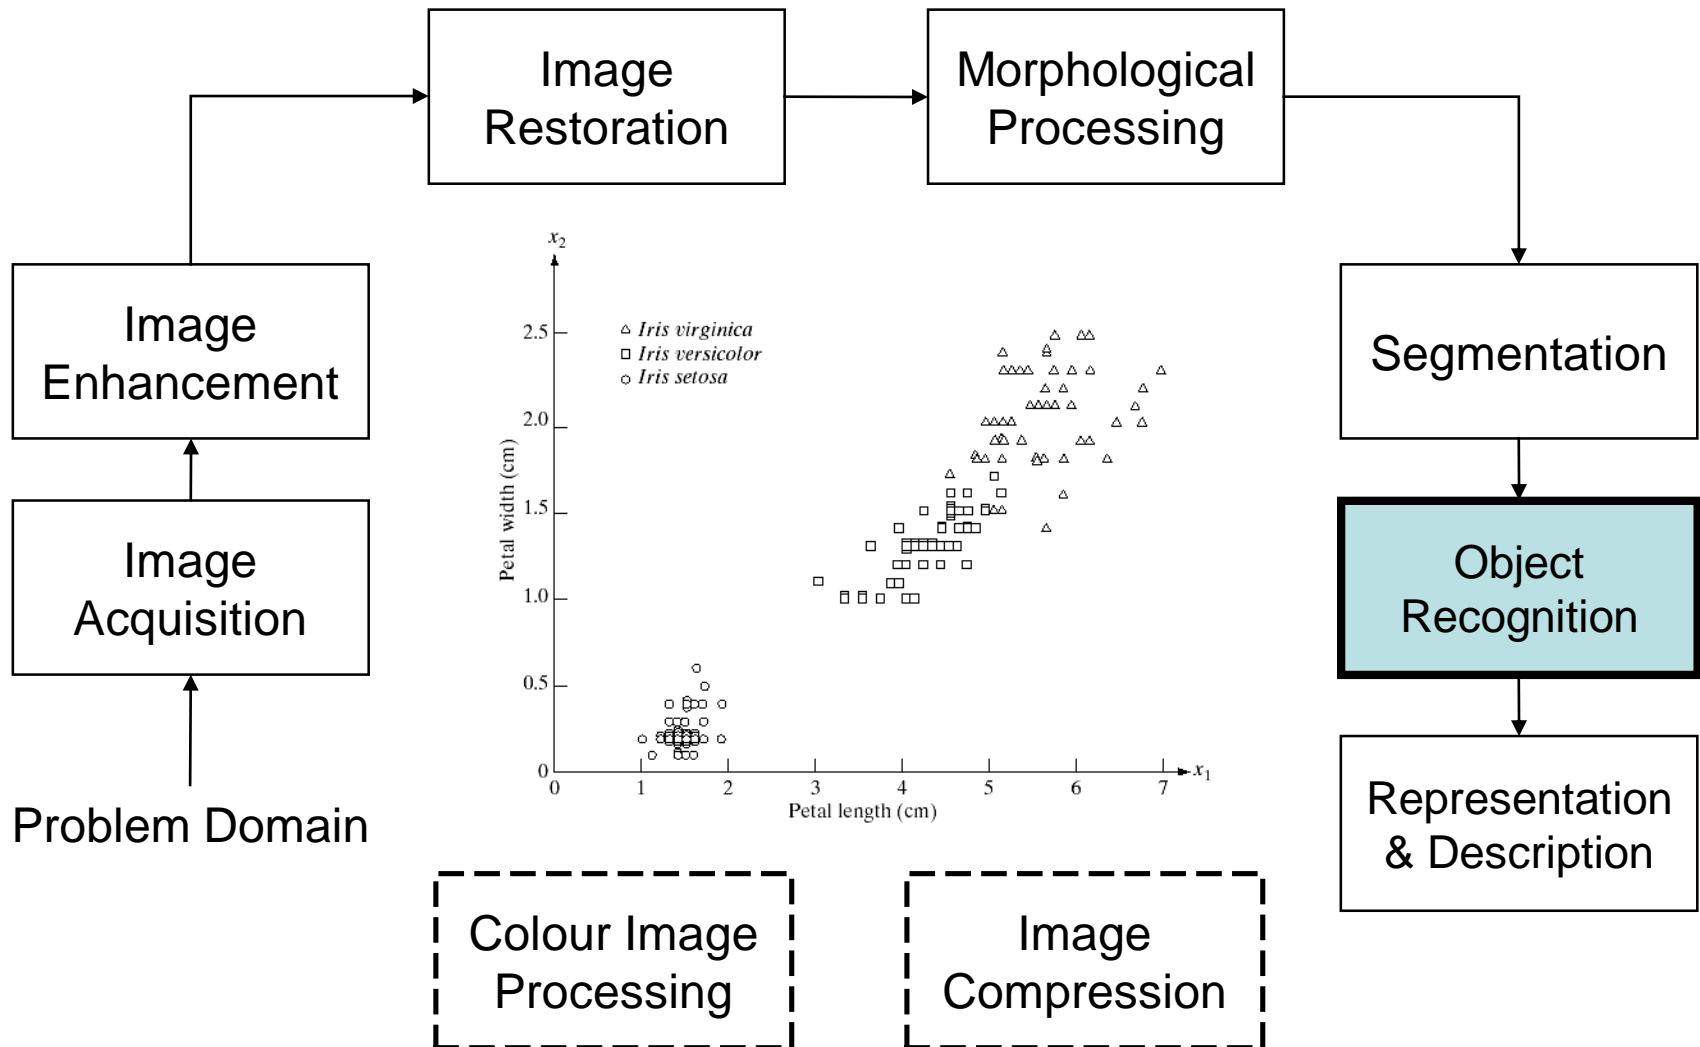 Image
Restoration
Morphological
Processing
Image
Enhancement
Segmentation
Image
Acquisition
Object
Recognition
Problem Domain
Representation
& Description
x2
2.5
2.0
1.5
1.0
0.5
0
Petal width (cm)
Iris virginica
Iris versicolor
Iris setosa
0 1 2 3 4 5 6 7
x1
Petal length (cm)
Colour Image
Processing
Image
Compression